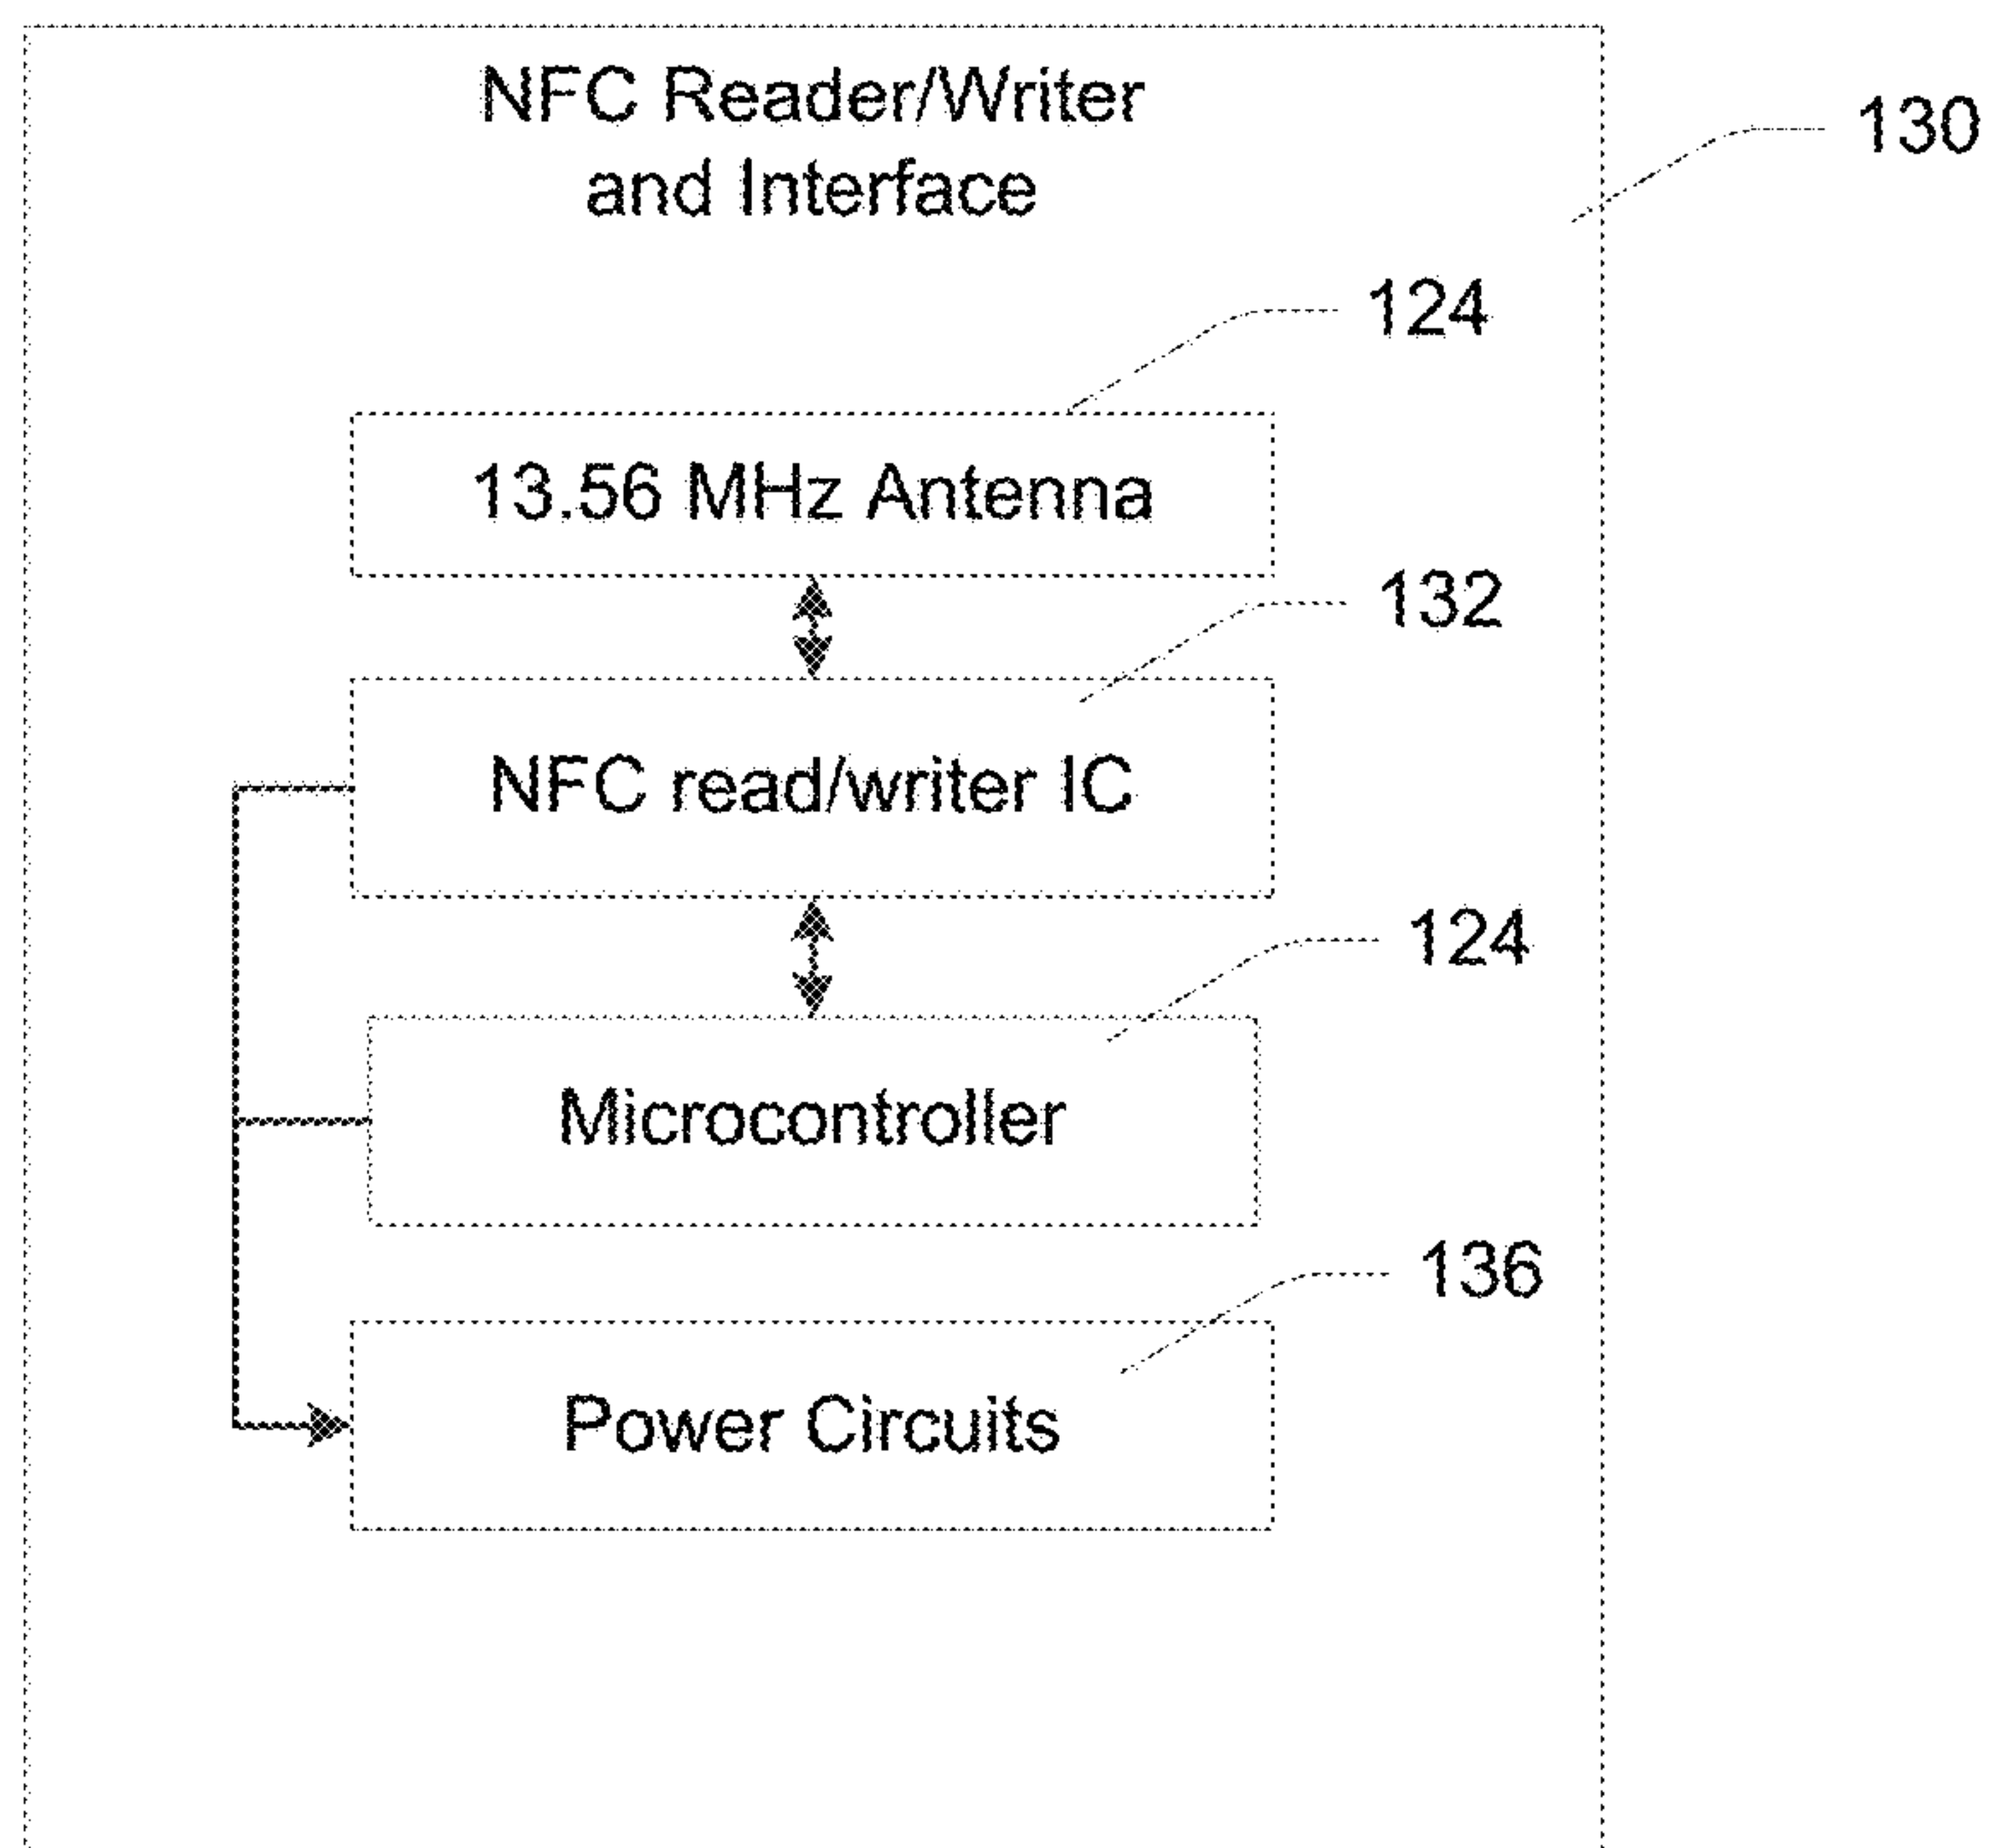 NFC Reader/Writer
and Interface
130
124
13.56 MHz Antenna
132
NFC read/writer IC
124
Microcontroller
136
Power Circuits